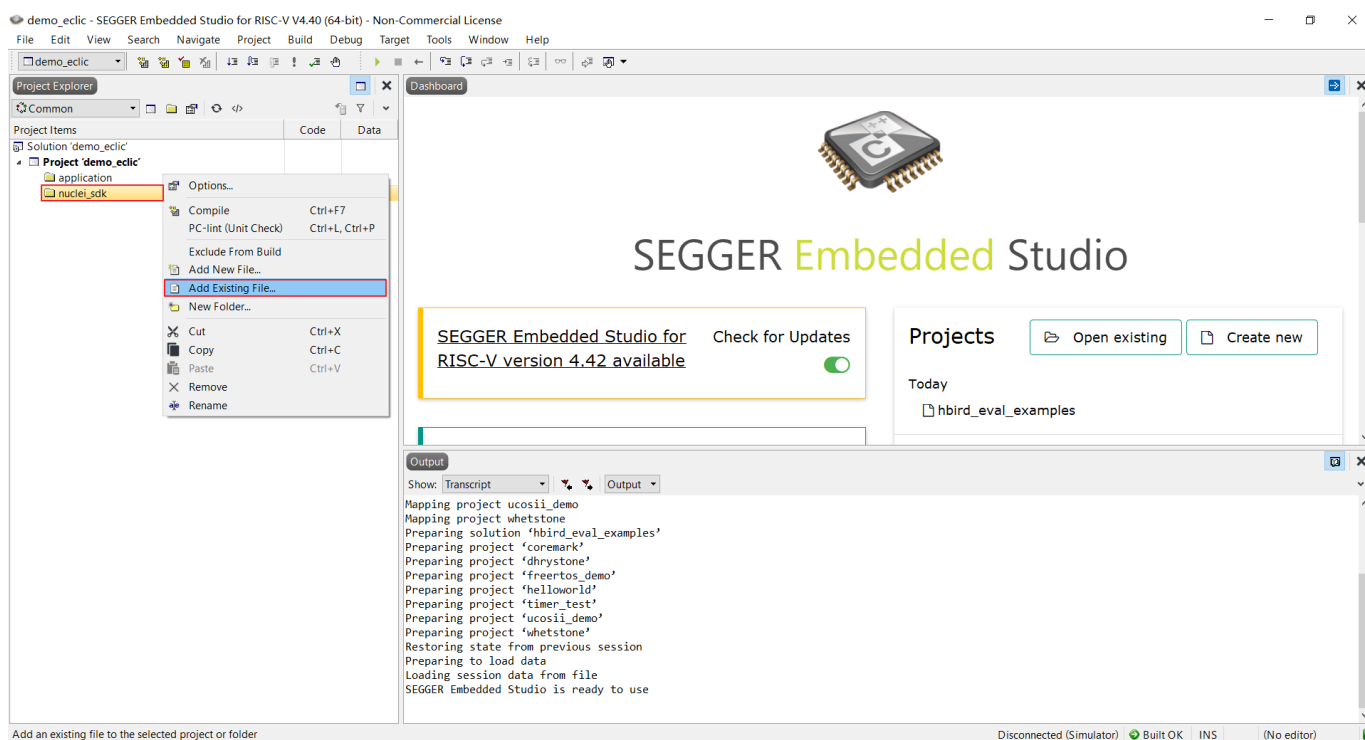 demo_eclic - SEGGER Embedded Studio for RISC-V V4.40 (64-bit) - Non-Commercial License
File Edit View Search Navigate Project Build Debug Target Tools Window Help
demo_eclic
Project Explorer
Common
Project Items Code Data
Solution 'demo_eclic'
Project 'demo_eclic'
application
nuclei_sdk
Options...
Compile Ctrl+F7
PC-lint (Unit Check) Ctrl+L, Ctrl+P
Exclude From Build
Add New File...
Add Existing File...
New Folder...
Cut Ctrl+X
Copy Ctrl+C
Paste Ctrl+V
Remove
Rename
Dashboard
C
SEGGER Embedded Studio
SEGGER Embedded Studio for
RISC-V version 4.42 available
Check for Updates
Projects
Open existing
Create new
Today
hbird_eval_examples
Output
Show: Transcript Output
Mapping project ucosii_demo
Mapping project whetstone
Preparing solution ‘hbird_eval_examples’
Preparing project ‘coremark’
Preparing project ‘dhrystone’
Preparing project ‘freertos_demo’
Preparing project ‘helloworld’
Preparing project ‘timer_test’
Preparing project ‘ucosii_demo’
Preparing project ‘whetstone’
Restoring state from previous session
Preparing to load data
Loading session data from file
SEGGER Embedded Studio is ready to use
Add an existing file to the selected project or folder
Disconnected (Simulator) Built OK INS (No editor)